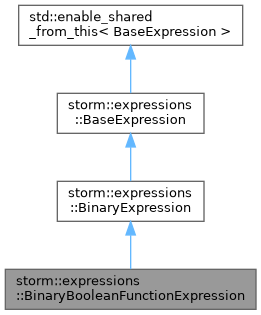 std::enable_shared
_from_this< BaseExpression >
storm::expressions
::BaseExpression
storm::expressions
::BinaryExpression
storm::expressions
::BinaryBooleanFunctionExpression